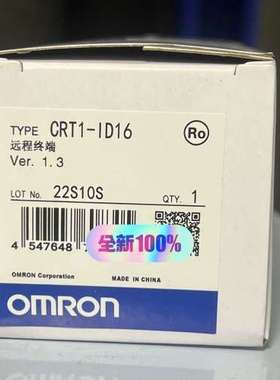 TYPE CRT1-ID16
远程终端
Ver. 1.3
Ro
LOT No. 22S10S QTY. 1
4 547648
全新100%
OMRON Corporation MADE IN CHINA
OMRON